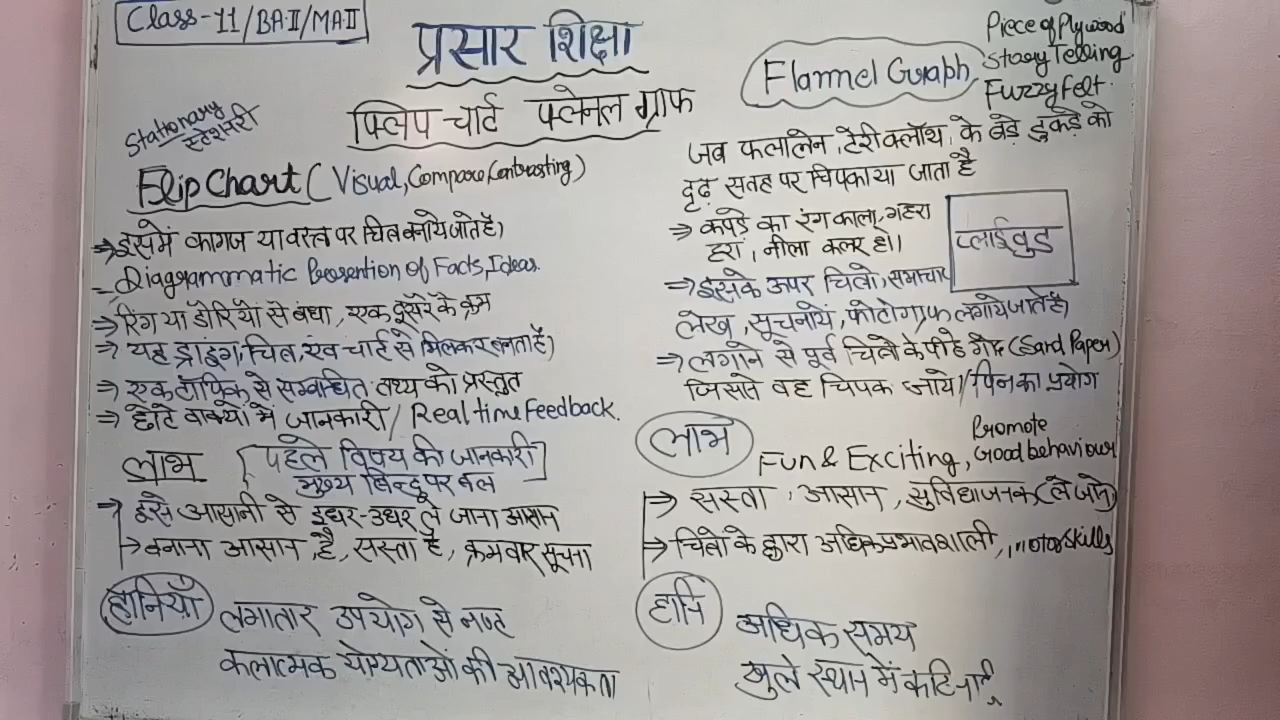 Class-11/BA-II/MA-II
प्रसार शिक्षा
फ्लिप चार्ट फ्लेनल ग्राफ
Stationary
स्टेशनरी
Flip Chart (Visual, Compare, Contrasting)
⇒ इसमें कागज या वस्त्र पर चित्र बनाये जाते है।
- Diagrammatic Presention of Facts, Ideas.
⇒ रिंग या डोरियों से बंधा, एक दूसरे के क्रम
⇒ यह ड्राइंग, चित्र, एंव चार्ट से मिलकर बनता है।
⇒ एक टॉपिक से सम्बन्धित तथ्य को प्रस्तुत
⇒ छोटे वाक्यों में जानकारी / Real time Feedback.
लाभ [पहले विषय की जानकारी]
मुख्य बिन्दु पर बल
→ इसे आसानी से इधर-उधर ले जाना आसान
→ बनाना आसान है, सस्ता है, क्रमवार सूचना
हानियाँ लगातार उपयोग से नष्ट
कलात्मक योग्यताओं की आवश्यकता
Flannel Graph
Piece of Plywood
Story Telling
Fuzzy Felt.
जब फलालेन, टेरीक्लॉथ, के बड़े टुकड़े को
दृढ़ सतह पर चिपकाया जाता है
⇒ कपड़े का रंग काला, गहरा
हरा, नीला कलर हो।
प्लाईवुड
⇒ इसके ऊपर चित्रो, समाचार
लेख, सूचनायें, फोटोग्राफ लगाये जाते है।
⇒ लगाने से पूर्व चित्रो के पीछे गोंद (Sand Paper)
जिससे वह चिपक जाये / पिन का प्रयोग
लाभ
Fun & Exciting, Promote Good behaviour
→ सस्ता, आसान, सुविधाजनक (ले जाने)
→ चित्रो के द्वारा अधिक प्रभावशाली, motor skills
हानि अधिक समय
खुले स्थान में कठिनाई